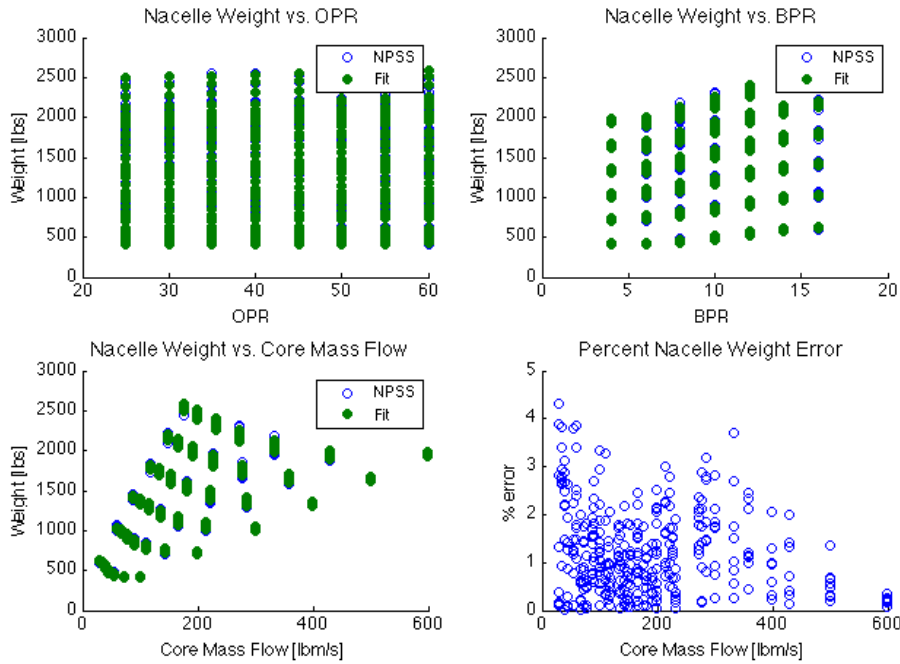 Nacelle Weight vs. OPR
3000
2500
2000
1500
1000
500
0
Weight [lbs]
NPSS
Fit
20
30
40
50
60
OPR
Nacelle Weight vs. BPR
3000
2500
2000
1500
1000
500
0
Weight [lbs]
NPSS
Fit
0
5
10
15
20
BPR
Nacelle Weight vs. Core Mass Flow
3000
2500
2000
1500
1000
500
0
Weight [lbs]
NPSS
Fit
0
200
400
600
Core Mass Flow [lbm/s]
Percent Nacelle Weight Error
5
4
3
2
1
0
% error
0
200
400
600
Core Mass Flow [lbm/s]